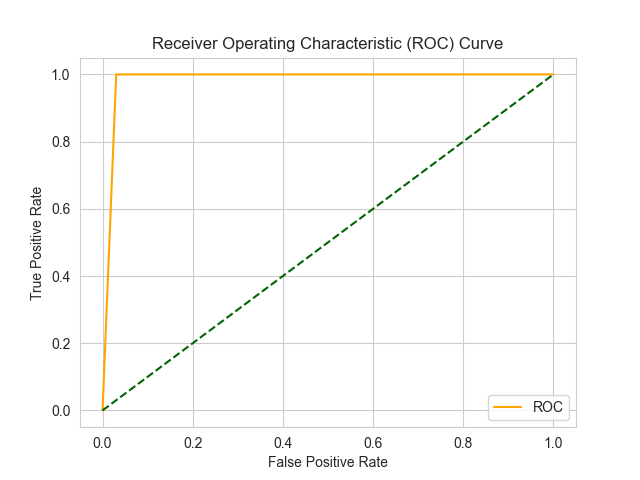 Receiver Operating Characteristic (ROC) Curve
1.0
0.8
0.6
0.4
0.2
0.0
True Positive Rate
ROC
0.0 0.2 0.4 0.6 0.8 1.0
False Positive Rate